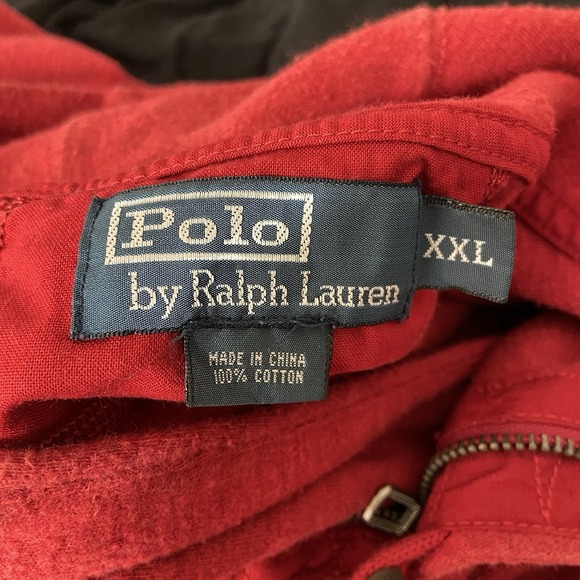 Polo
by Ralph Lauren
XXL
MADE IN CHINA
100% COTTON